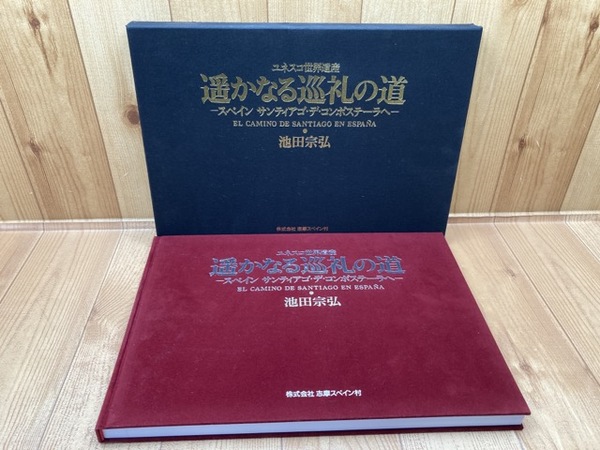 ユネスコ世界遺産
遥かなる巡礼の道
－スペイン サンティアゴ・デ・コンポステーラへ－
EL CAMINO DE SANTIAGO EN ESPAÑA
池田宗弘
株式会社 志摩スペイン村
ユネスコ世界遺産
遥かなる巡礼の道
－スペイン サンティアゴ・デ・コンポステーラへ－
EL CAMINO DE SANTIAGO EN ESPAÑA
池田宗弘
株式会社 志摩スペイン村